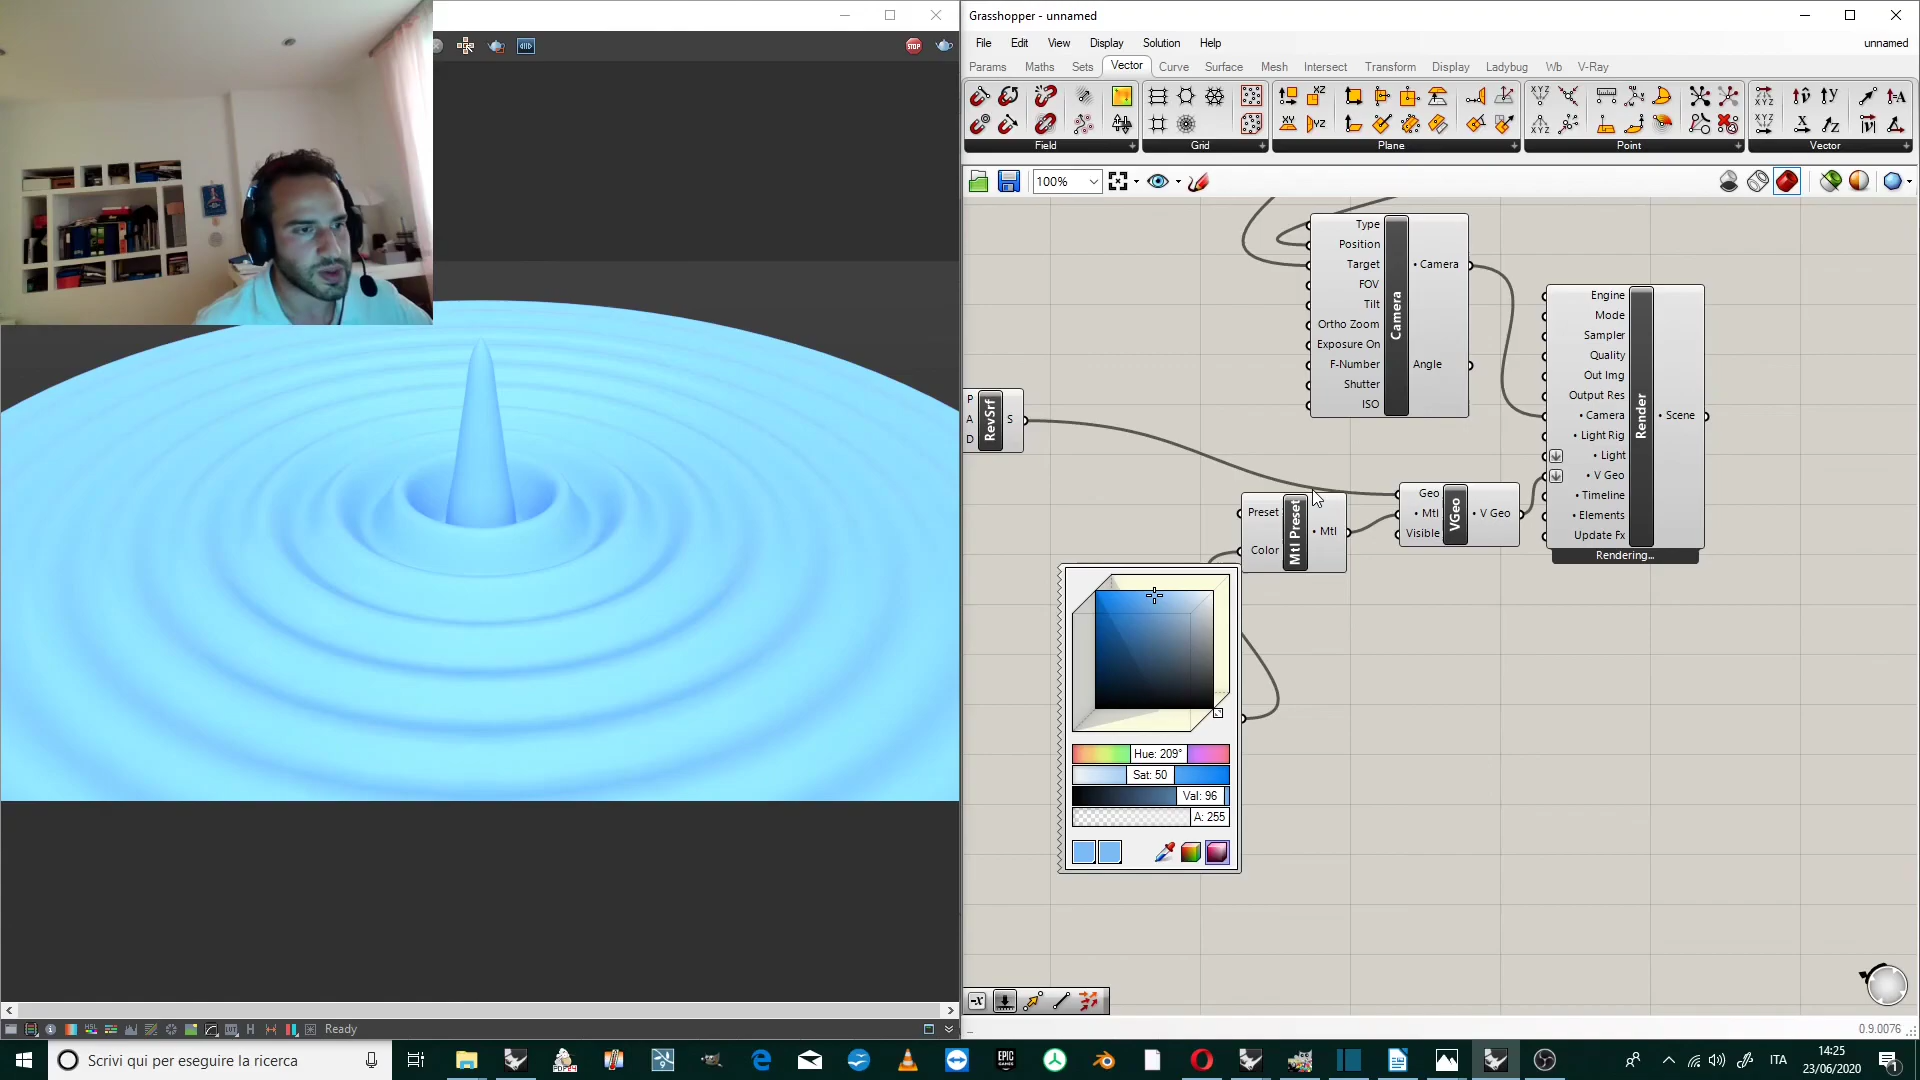 Grasshopper - unnamed
File Edit View Display Solution Help
unnamed
Params Maths Sets Vector Curve Surface Mesh Intersect Transform Display Ladybug Wb V-Ray
Field Grid Plane Point Vector
100%
STOP
Type
Position
Target
FOV
Tilt
Ortho Zoom
Exposure On
F-Number
Shutter
ISO
Camera
• Camera
Angle
Engine
Mode
Sampler
Quality
Out Img
Output Res
• Camera
• Light Rig
• Light
• V Geo
• Timeline
• Elements
Update Fx
Render
• Scene
Rendering...
P
A
D
RevSrf
S
Preset
Color
Mtl Preset
• Mtl
Geo
• Mtl
Visible
VGeo
• V Geo
Hue: 209°
Sat: 50
Val: 96
A: 255
Ready
0.9.0076
Scrivi qui per eseguire la ricerca
ITA
14:25
23/06/2020